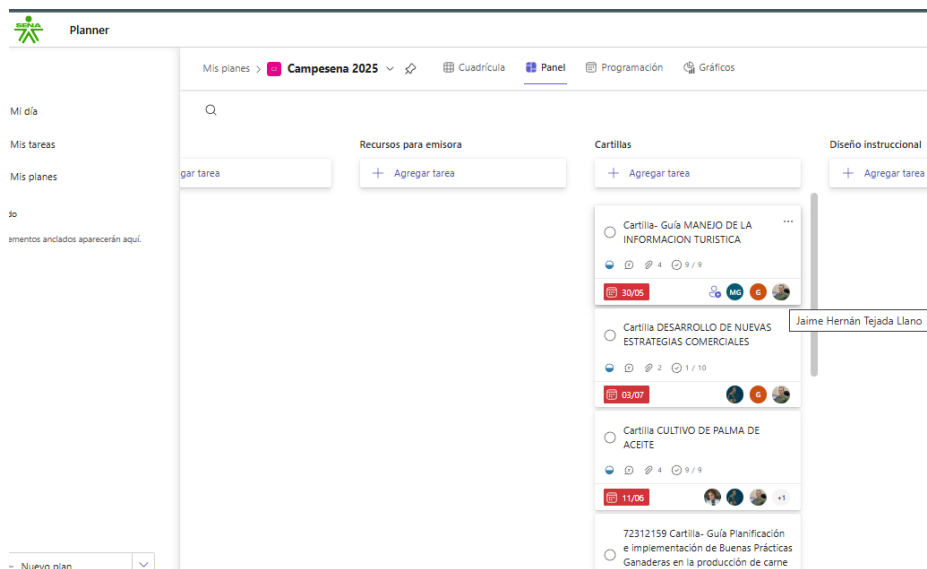 SENA
Planner
Mis planes > Campesena 2025
Cuadrícula
Panel
Programación
Gráficos
Mi día
Mis tareas
Mis planes
do
ementos anclados aparecerán aquí.
Nuevo plan
gar tarea
Recursos para emisora
Agregar tarea
Cartillas
Agregar tarea
Cartilla- Guía MANEJO DE LA
INFORMACION TURISTICA
4 9 / 9
30/05 MG G
Jaime Hernán Tejada Llano
Cartilla DESARROLLO DE NUEVAS
ESTRATEGIAS COMERCIALES
2 1 / 10
03/07 G
Cartilla CULTIVO DE PALMA DE
ACEITE
4 9 / 9
11/06 +1
72312159 Cartilla- Guía Planificación
e implementación de Buenas Prácticas
Ganaderas en la producción de carne
Diseño instruccional
Agregar tarea